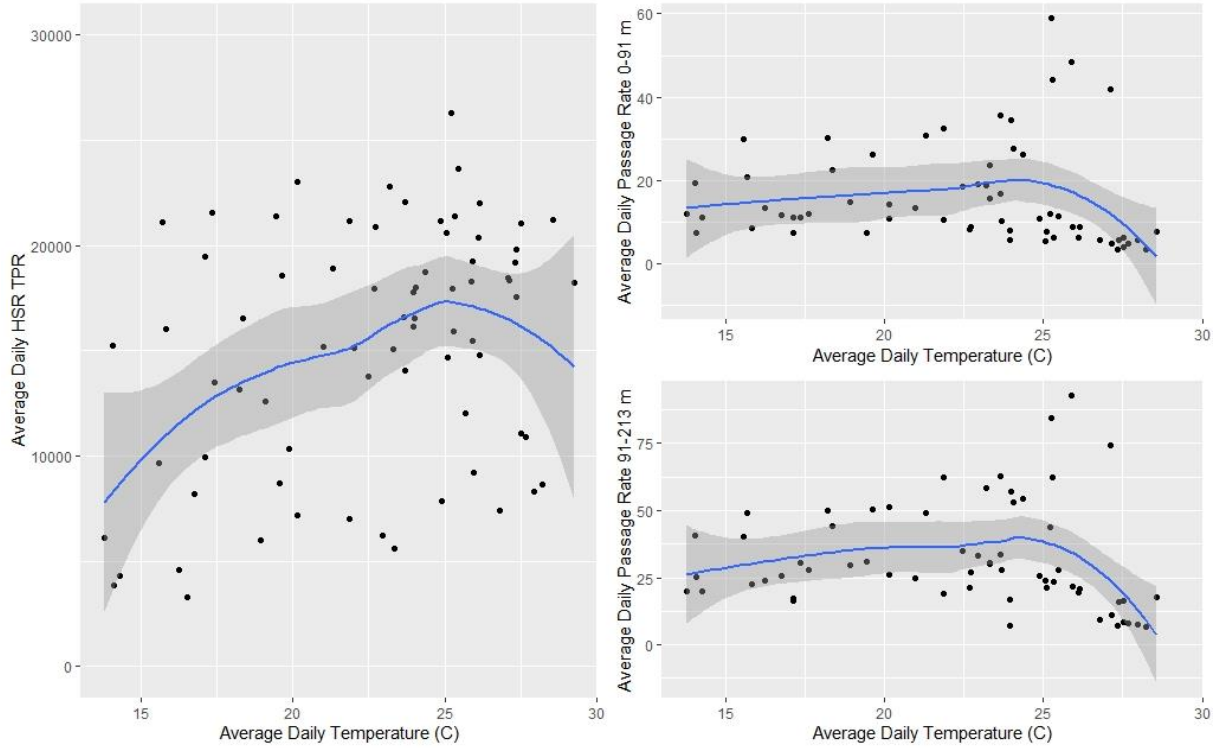 Average Daily HSR TPR
30000
20000
10000
0
15 20 25 30
Average Daily Temperature (C)
Average Daily Passage Rate 0-91 m
60
40
20
0
15 20 25 30
Average Daily Temperature (C)
Average Daily Passage Rate 91-213 m
75
50
25
0
15 20 25 30
Average Daily Temperature (C)